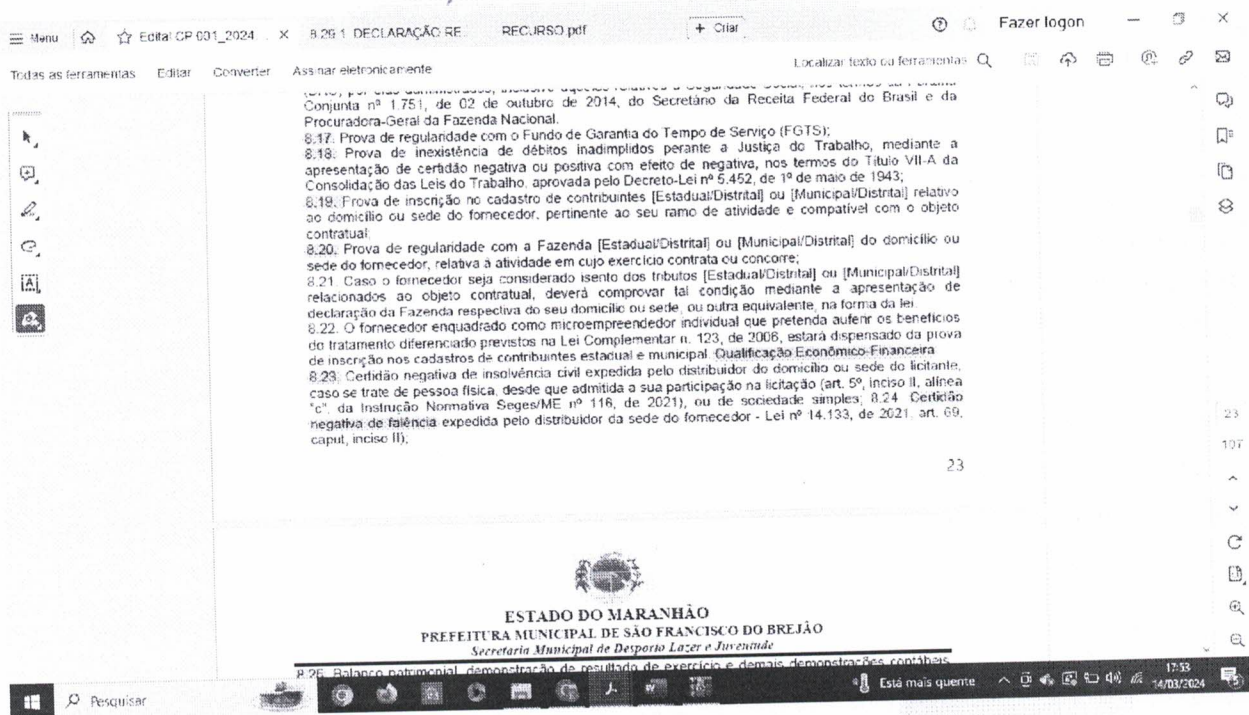 Menu Edital CP 001_2024... × 8.29.1 DECLARAÇÃO RE... RECURSO.pdf + Criar Fazer logon
Todas as ferramentas Editar Converter Assinar eletronicamente Localizar texto ou ferramentas
Conjunta nº 1.751, de 02 de outubro de 2014, do Secretário da Receita Federal do Brasil e da
Procuradora-Geral da Fazenda Nacional.
8.17. Prova de regularidade com o Fundo de Garantia do Tempo de Serviço (FGTS);
8.18. Prova de inexistência de débitos inadimplidos perante a Justiça do Trabalho, mediante a
apresentação de certidão negativa ou positiva com efeito de negativa, nos termos do Título VII-A da
Consolidação das Leis do Trabalho, aprovada pelo Decreto-Lei nº 5.452, de 1º de maio de 1943;
8.19. Prova de inscrição no cadastro de contribuintes [Estadual/Distrital] ou [Municipal/Distrital] relativo
ao domicílio ou sede do fornecedor, pertinente ao seu ramo de atividade e compatível com o objeto
contratual;
8.20. Prova de regularidade com a Fazenda [Estadual/Distrital] ou [Municipal/Distrital] do domicílio ou
sede do fornecedor, relativa à atividade em cujo exercício contrata ou concorre;
8.21. Caso o fornecedor seja considerado isento dos tributos [Estadual/Distrital] ou [Municipal/Distrital]
relacionados ao objeto contratual, deverá comprovar tal condição mediante a apresentação de
declaração da Fazenda respectiva do seu domicílio ou sede, ou outra equivalente, na forma da lei.
8.22. O fornecedor enquadrado como microempreendedor individual que pretenda auferir os benefícios
do tratamento diferenciado previstos na Lei Complementar n. 123, de 2006, estará dispensado da prova
de inscrição nos cadastros de contribuintes estadual e municipal. Qualificação Econômico-Financeira
8.23. Certidão negativa de insolvência civil expedida pelo distribuidor do domicílio ou sede do licitante,
caso se trate de pessoa física, desde que admitida a sua participação na licitação (art. 5º, inciso II, alínea
"c", da Instrução Normativa Seges/ME nº 116, de 2021), ou de sociedade simples; 8.24. Certidão
negativa de falência expedida pelo distribuidor da sede do fornecedor - Lei nº 14.133, de 2021, art. 69,
caput, inciso II);
23
23
107
ESTADO DO MARANHÃO
PREFEITURA MUNICIPAL DE SÃO FRANCISCO DO BREJÃO
Secretaria Municipal de Desporto Lazer e Juventude
8.25. Balanço patrimonial, demonstração de resultado de exercício e demais demonstrações contábeis
Pesquisar Está mais quente 17:53
14/03/2024